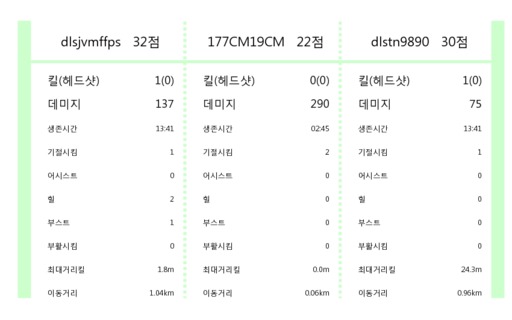 dlsjvmffps 32점 177CM19CM 22점 dlstn9890 30점
킬(헤드샷) 1(0) 킬(헤드샷) 0(0) 킬(헤드샷) 1(0)
데미지 137 데미지 290 데미지 75
생존시간 13:41 생존시간 02:45 생존시간 13:41
기절시킴 1 기절시킴 2 기절시킴 1
어시스트 0 어시스트 0 어시스트 0
힐 2 힐 0 힐 0
부스트 1 부스트 0 부스트 0
부활시킴 0 부활시킴 0 부활시킴 0
최대거리킬 1.8m 최대거리킬 0.0m 최대거리킬 24.3m
이동거리 1.04km 이동거리 0.06km 이동거리 0.96km